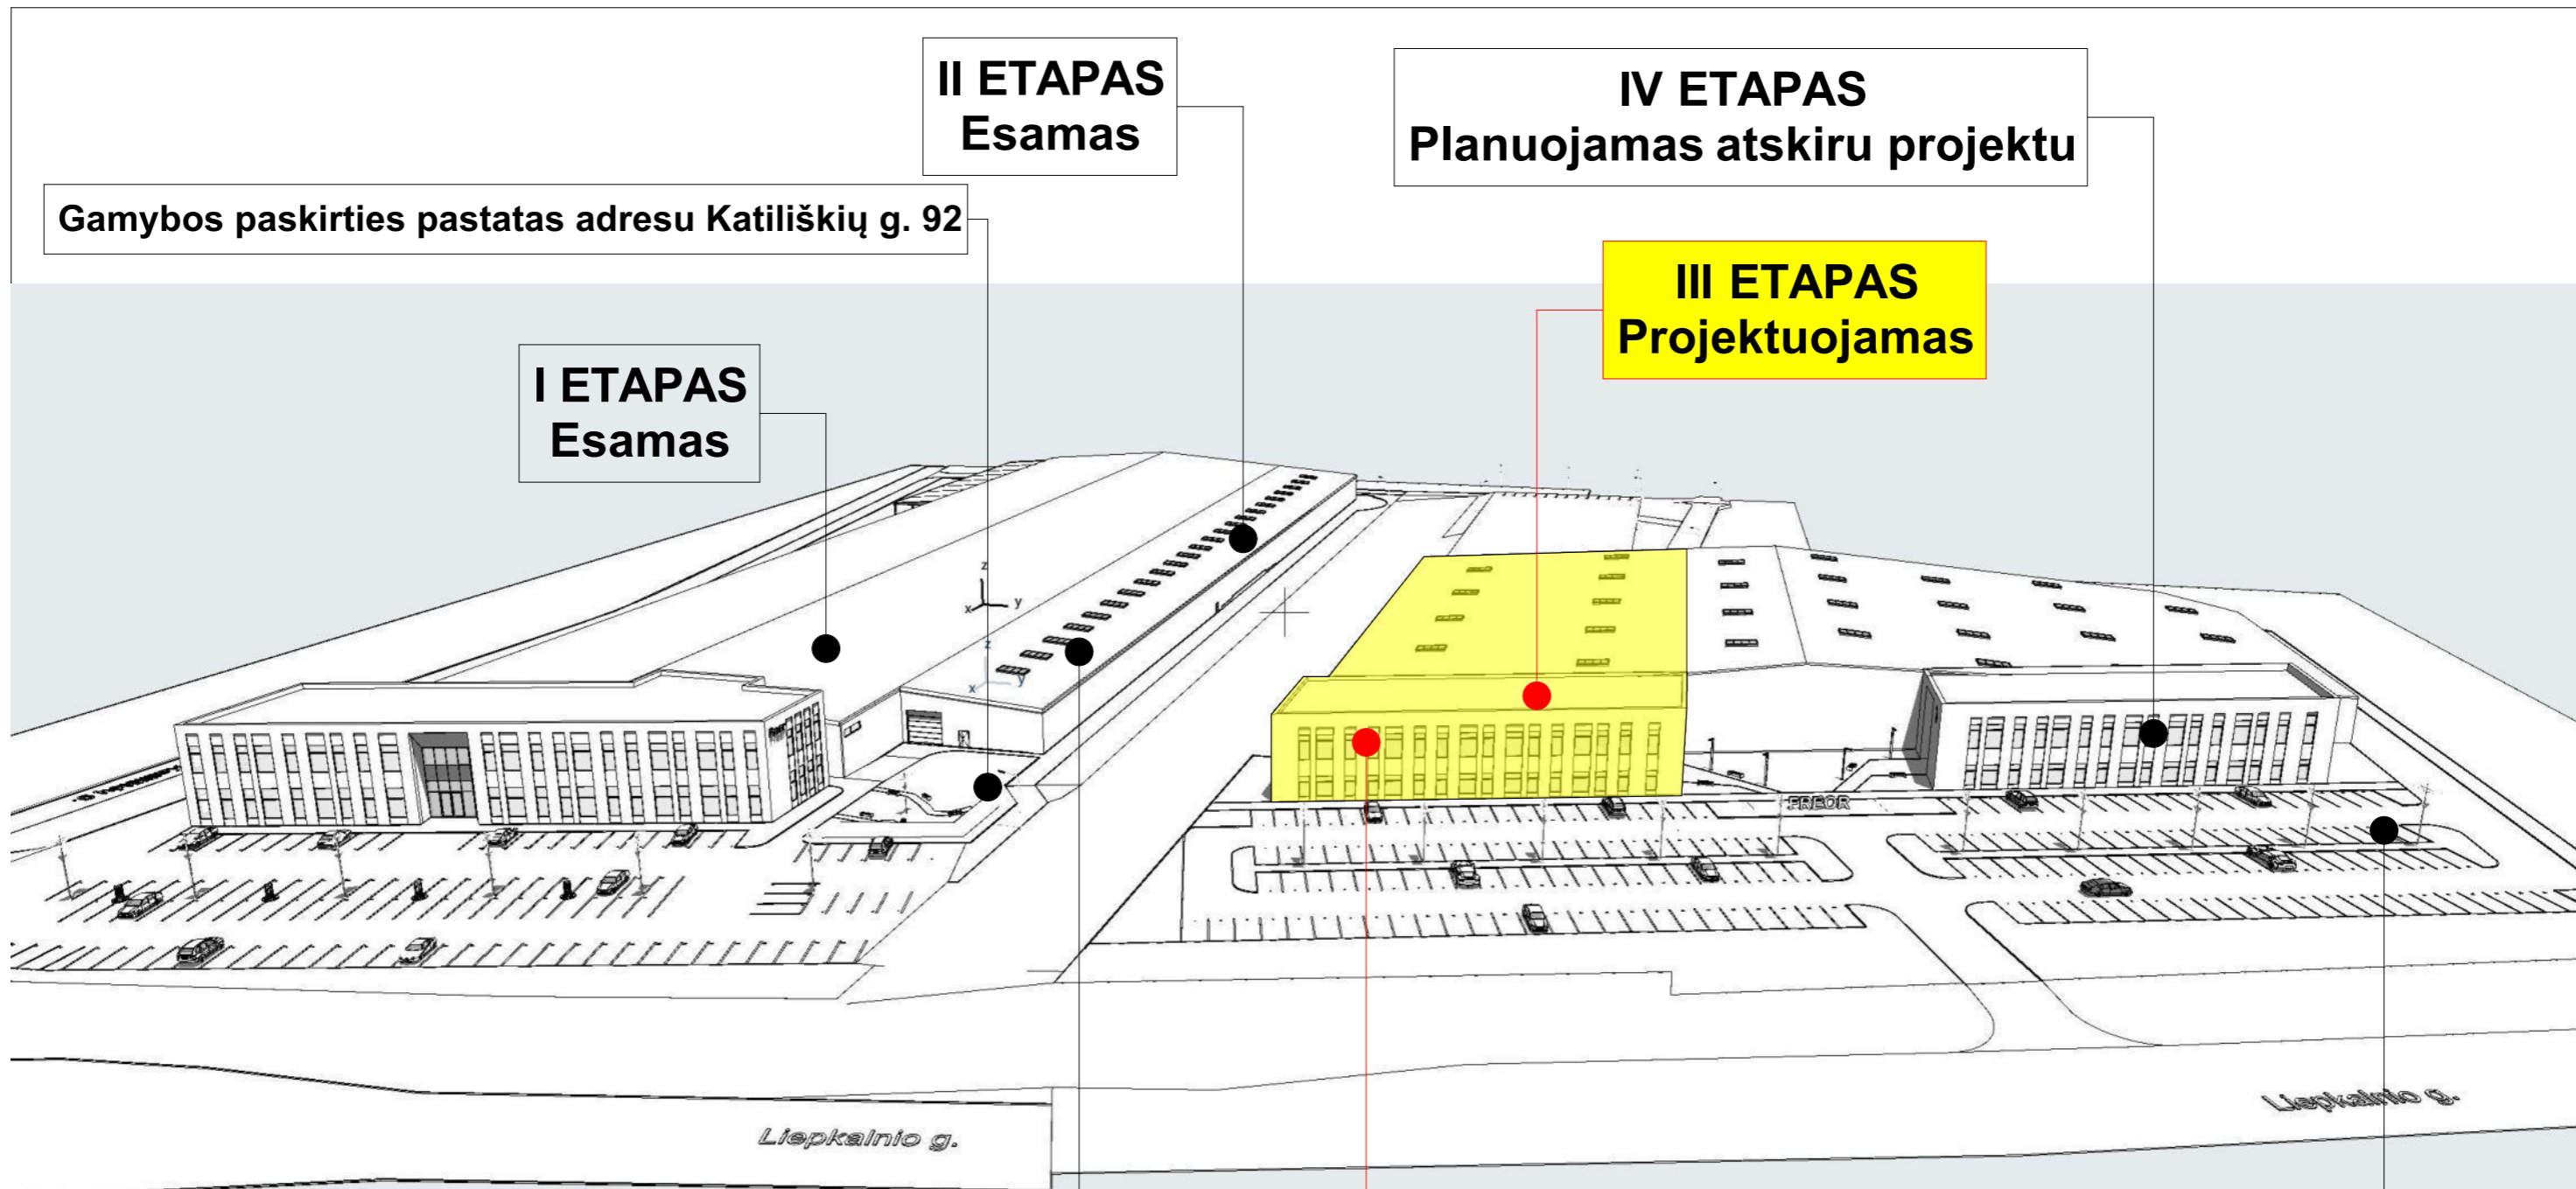 II ETAPAS
Esamas
IV ETAPAS
Planuojamas atskiru projektu
Gamybos paskirties pastatas adresu Katiliškių g. 92
III ETAPAS
Projektuojamas
I ETAPAS
Esamas
z
x
y
z
x
y
FREOR
Liepkalnio g.
Liepkalnio g.